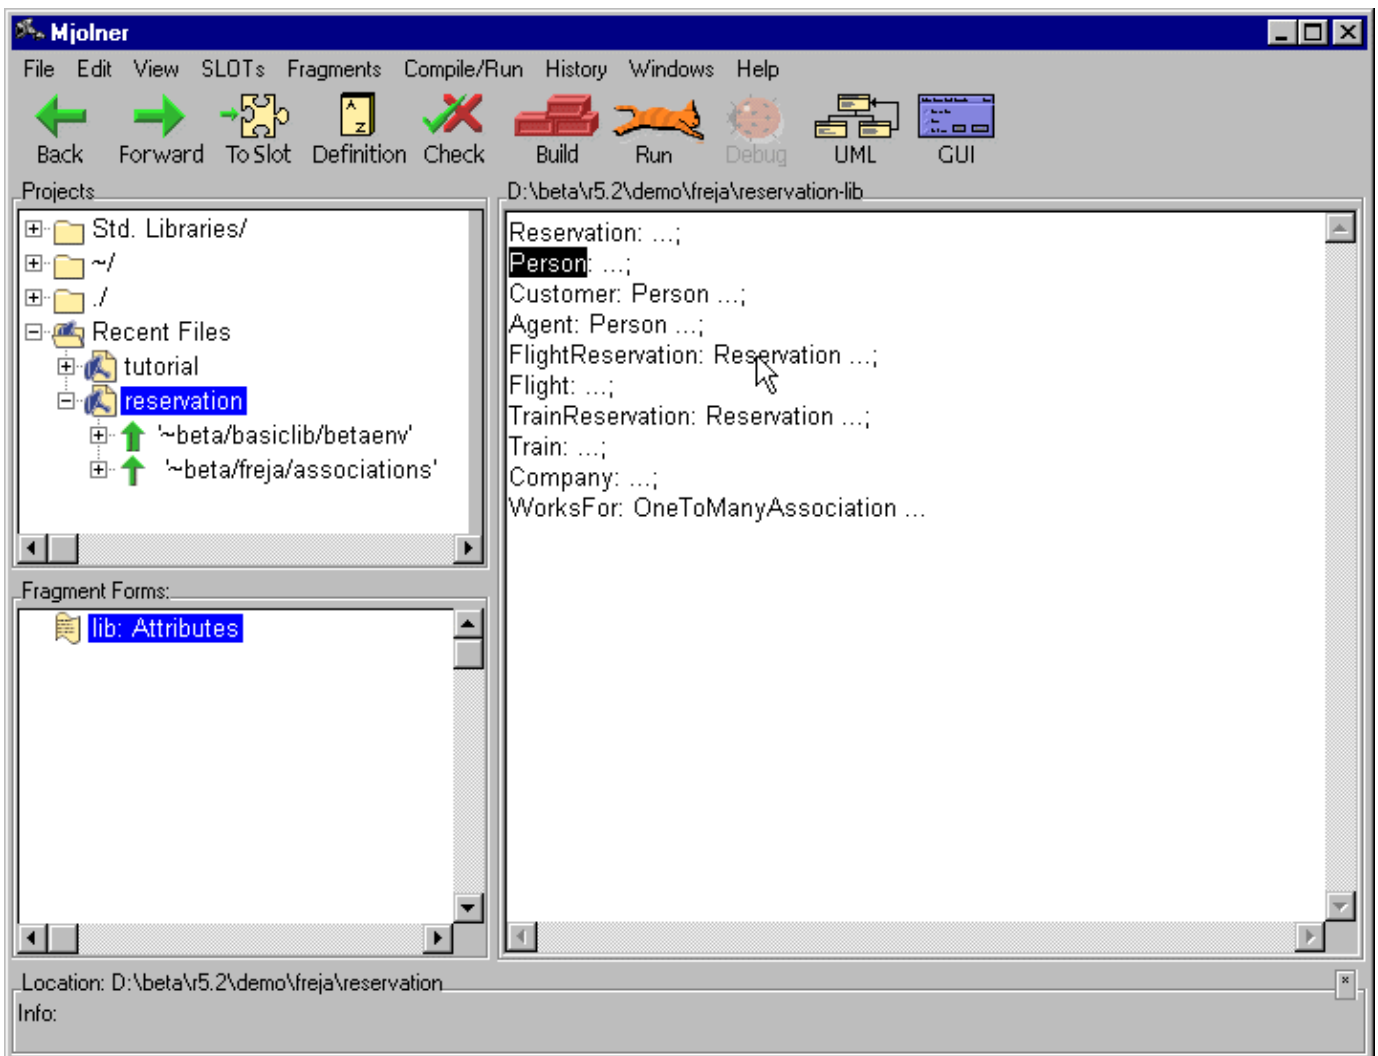 Mjolner
File Edit View SLOTs Fragments Compile/Run History Windows Help
Back Forward To Slot Definition Check Build Run Debug UML GUI
Projects
Std. Libraries/
~/
./
Recent Files
tutorial
reservation
'~beta/basiclib/betaenv'
'~beta/freja/associations'
Fragment Forms:
lib: Attributes
D:\beta\r5.2\demo\freja\reservation-lib
Reservation: ...;
Person: ...;
Customer: Person ...;
Agent: Person ...;
FlightReservation: Reservation ...;
Flight: ...;
TrainReservation: Reservation ...;
Train: ...;
Company: ...;
WorksFor: OneToManyAssociation ...
Location: D:\beta\r5.2\demo\freja\reservation
Info: